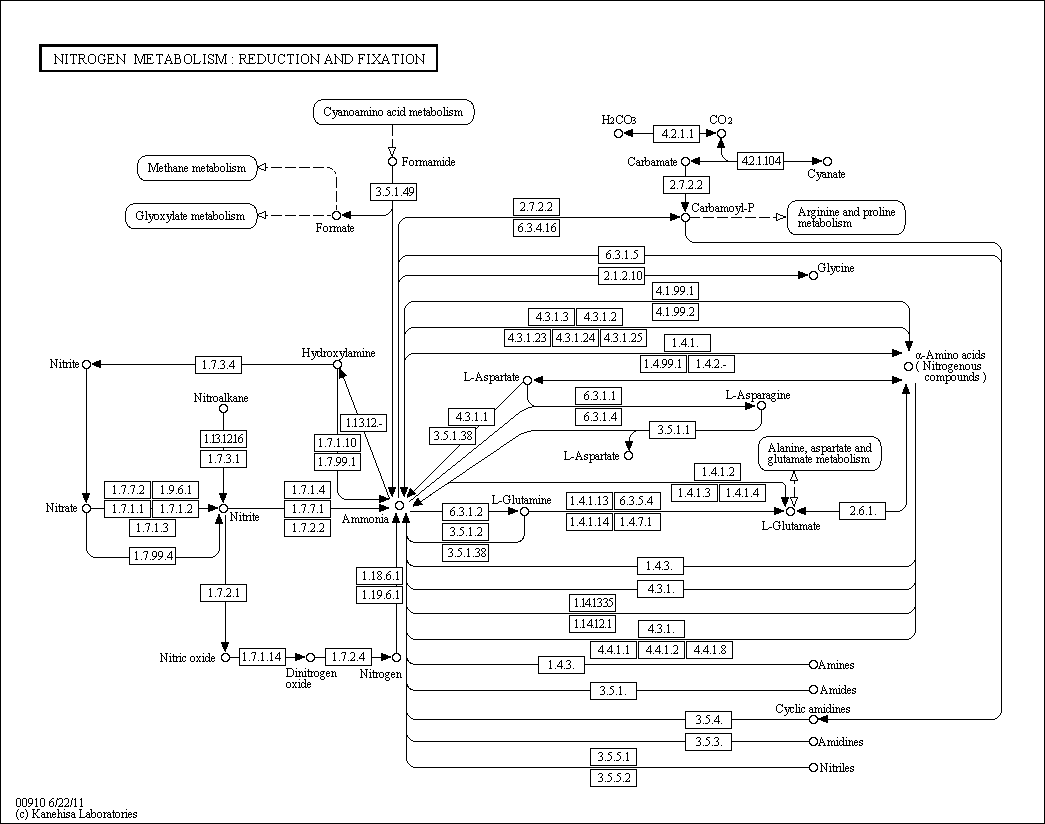 NITROGEN METABOLISM : REDUCTION AND FIXATION
Cyanoamino acid metabolism
H2CO3
CO2
4.2.1.1
Methane metabolism
Formamide
Carbamate
4.2.1.104
Cyanate
3.5.1.49
2.7.2.2
Glyoxylate metabolism
Formate
2.7.2.2
6.3.4.16
Carbamoyl-P
Arginine and proline
metabolism
6.3.1.5
2.1.2.10
Glycine
4.1.99.1
4.1.99.2
4.3.1.3
4.3.1.2
4.3.1.23
4.3.1.24
4.3.1.25
1.4.1.
1.4.99.1
1.4.2.-
Nitrite
1.7.3.4
Hydroxylamine
α-Amino acids
( Nitrogenous
compounds )
L-Aspartate
Nitroalkane
6.3.1.1
L-Asparagine
4.3.1.1
6.3.1.4
1.13.12.-
3.5.1.38
3.5.1.1
1.13.12.16
1.7.1.10
1.7.3.1
1.7.99.1
L-Aspartate
Alanine, aspartate and
glutamate metabolism
1.7.7.2
1.9.6.1
1.7.1.4
1.4.1.2
1.4.1.3
1.4.1.4
Nitrate
1.7.1.1
1.7.1.2
Nitrite
1.7.7.1
Ammonia
6.3.1.2
L-Glutamine
1.4.1.13
6.3.5.4
1.4.1.14
1.4.7.1
L-Glutamate
2.6.1.
1.7.1.3
1.7.2.2
3.5.1.2
3.5.1.38
1.7.99.4
1.18.6.1
1.19.6.1
1.4.3.
4.3.1.
1.7.2.1
1.14.13.35
1.14.12.1
4.3.1.
4.4.1.1
4.4.1.2
4.4.1.8
Nitric oxide
1.7.1.14
Dinitrogen
oxide
1.7.2.4
Nitrogen
1.4.3.
Amines
3.5.1.
Amides
Cyclic amidines
3.5.4.
3.5.3.
Amidines
3.5.5.1
3.5.5.2
Nitriles
00910 6/22/11
(c) Kanehisa Laboratories